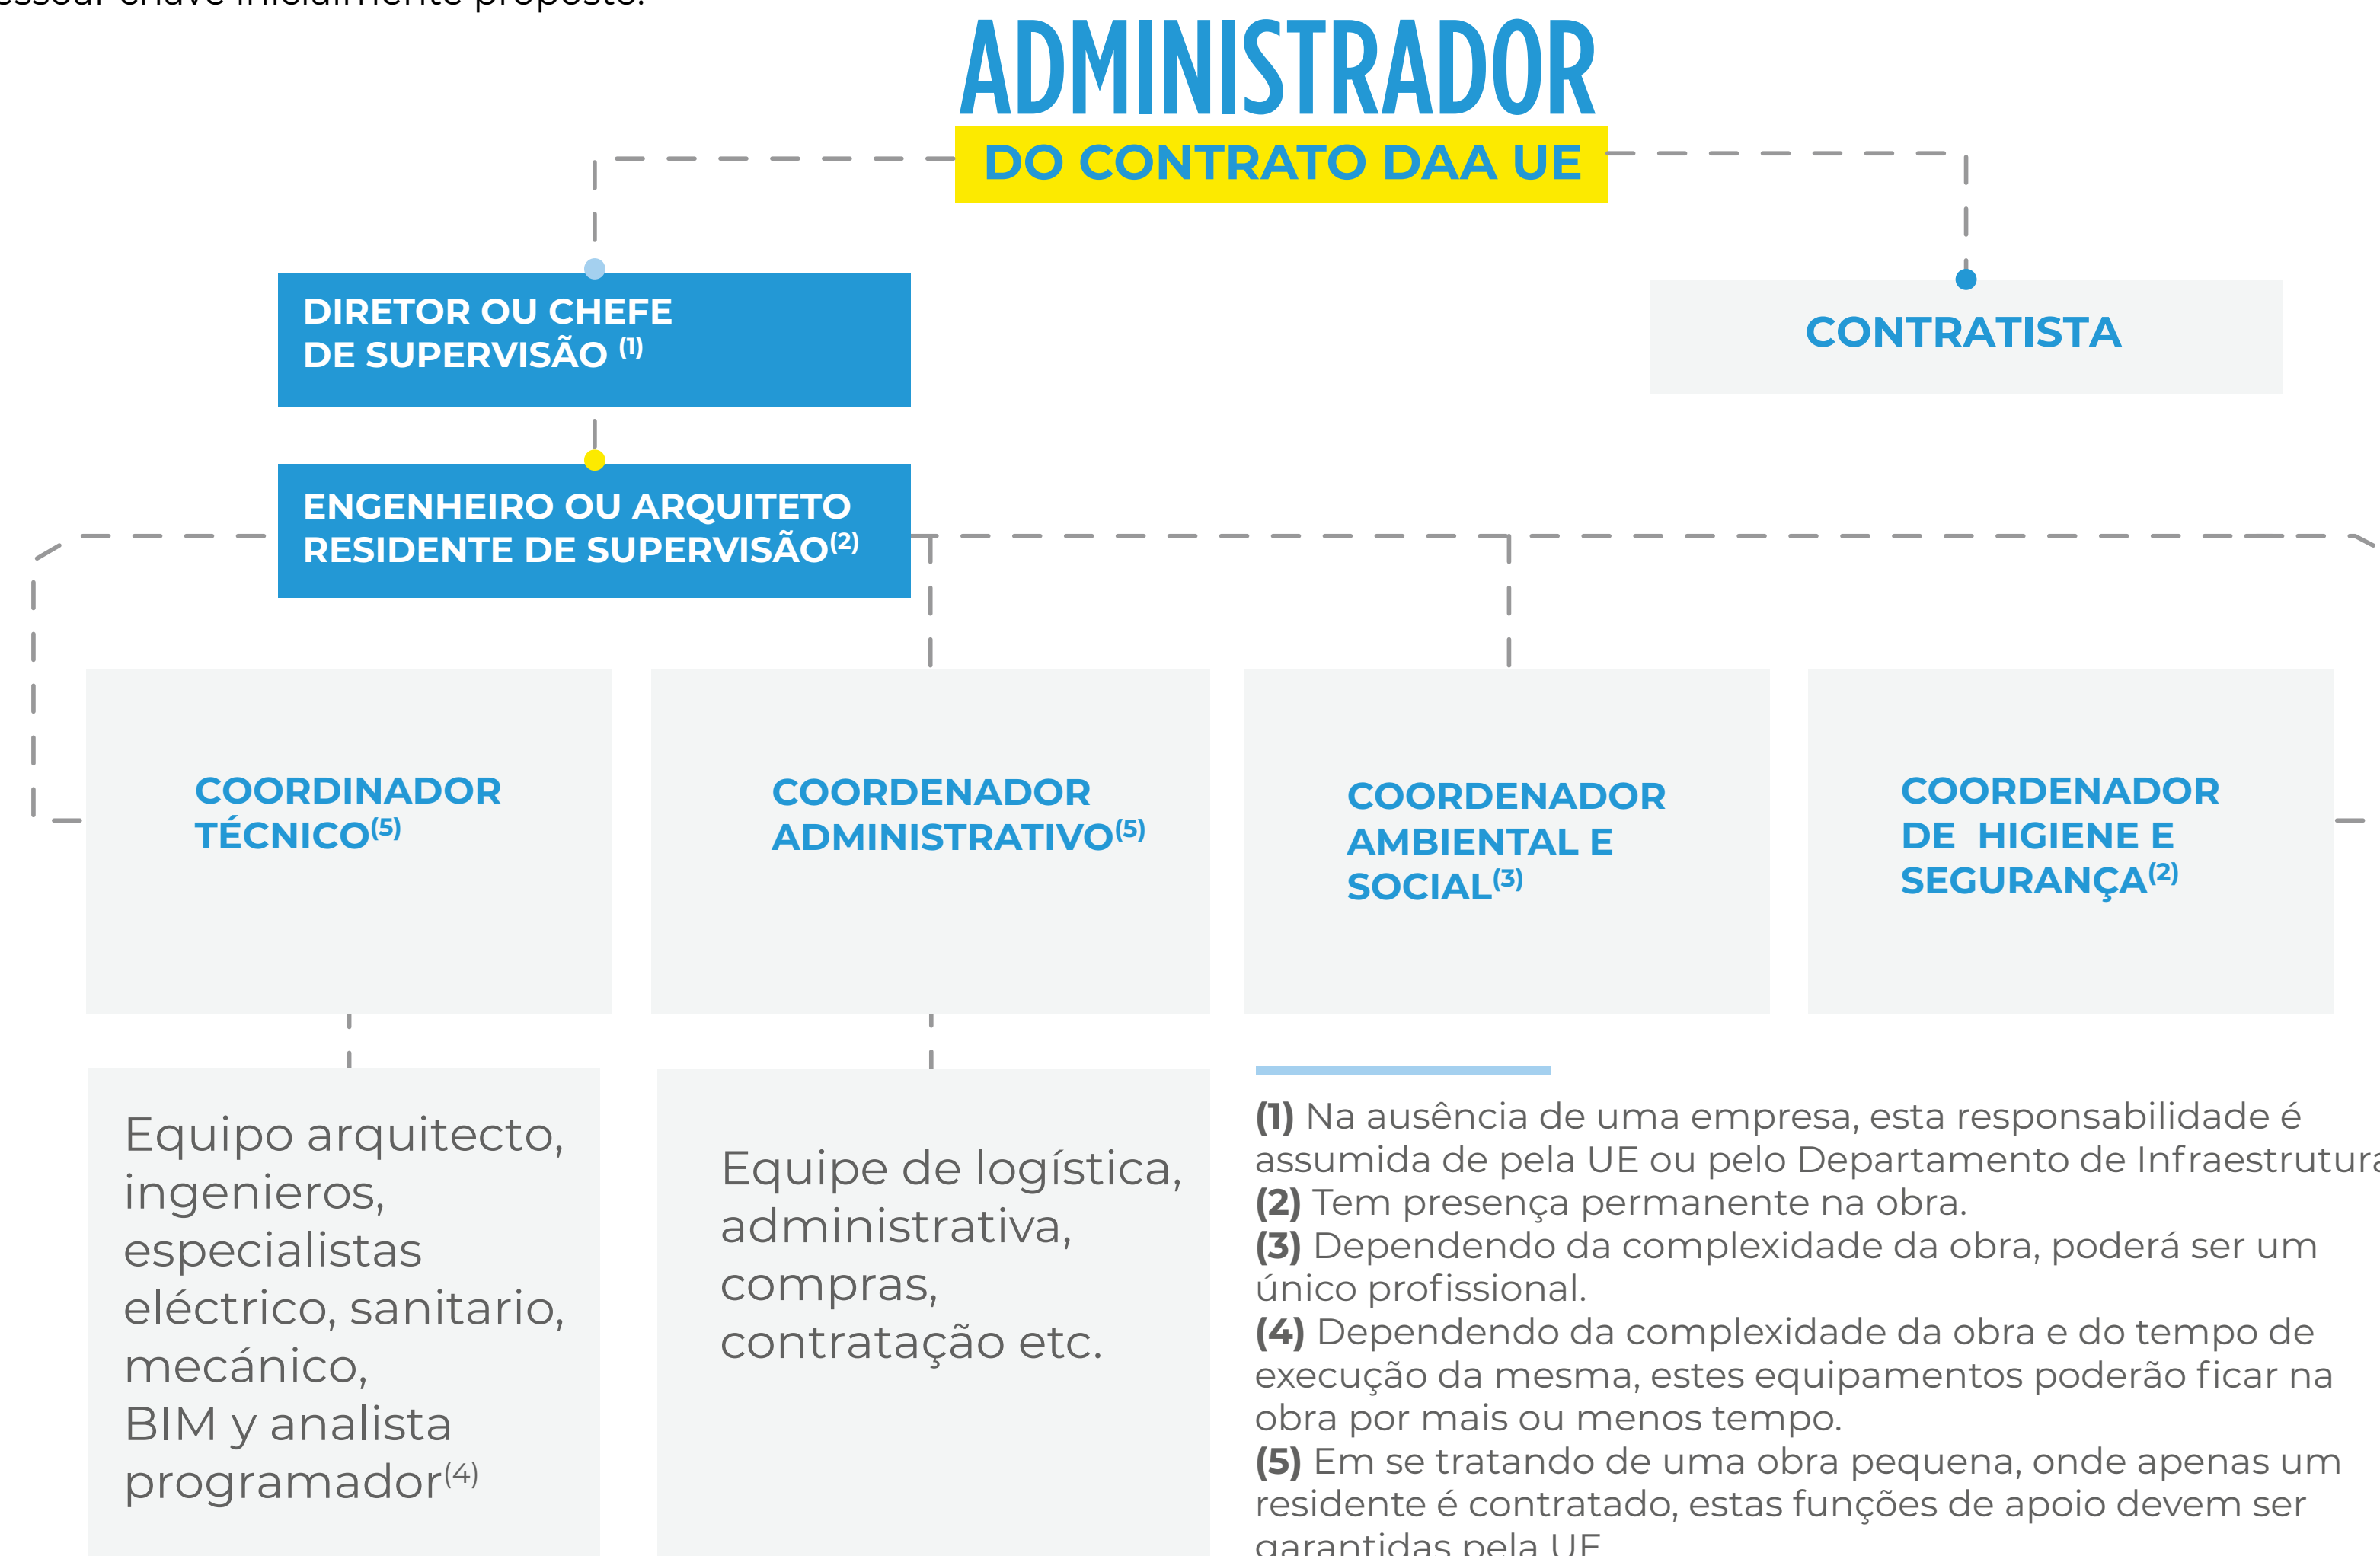 chave inicialmente proposto.
ADMINISTRADOR
DO CONTRATO DAA UE
DIRETOR OU CHEFE
DE SUPERVISÃO (1)
CONTRATISTA
ENGENHEIRO OU ARQUITETO
RESIDENTE DE SUPERVISÃO(2)
COORDINADOR
TÉCNICO(5)
COORDENADOR
ADMINISTRATIVO(5)
COORDENADOR
AMBIENTAL E
SOCIAL(3)
COORDENADOR
DE HIGIENE E
SEGURANÇA(2)
Equipo arquitecto,
ingenieros,
especialistas
eléctrico, sanitario,
mecánico,
BIM y analista
programador(4)
Equipe de logística,
administrativa,
compras,
contratação etc.
(1) Na ausência de uma empresa, esta responsabilidade é
assumida de pela UE ou pelo Departamento de Infraestrutura
(2) Tem presença permanente na obra.
(3) Dependendo da complexidade da obra, poderá ser um
único profissional.
(4) Dependendo da complexidade da obra e do tempo de
execução da mesma, estes equipamentos poderão ficar na
obra por mais ou menos tempo.
(5) Em se tratando de uma obra pequena, onde apenas um
residente é contratado, estas funções de apoio devem ser
garantidas pela UE